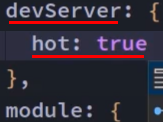 devServer: {
hot: true
},
module: {